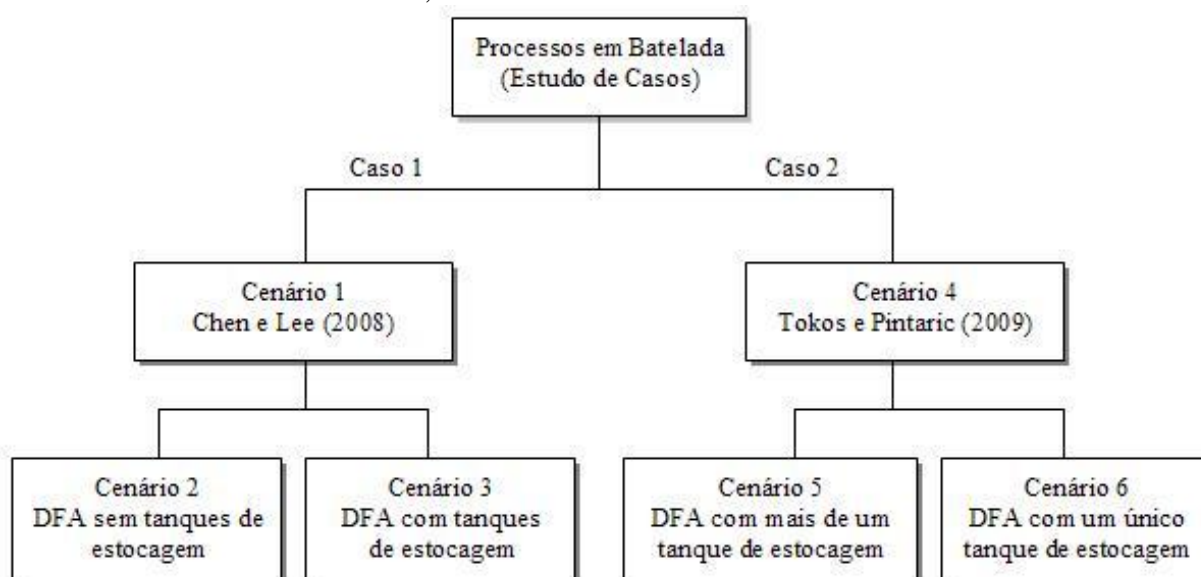 Processos em Batelada
(Estudo de Casos)
Caso 1
Caso 2
Cenário 1
Chen e Lee (2008)
Cenário 4
Tokos e Pintaric (2009)
Cenário 2
DFA sem tanques de
estocagem
Cenário 3
DFA com tanques
de estocagem
Cenário 5
DFA com mais de um
tanque de estocagem
Cenário 6
DFA com um único
tanque de estocagem